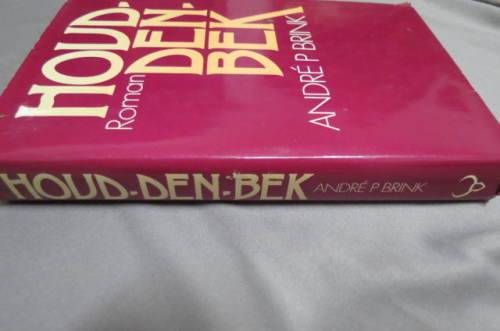 HOUD-
DEN-
BEK
Roman
ANDRÉ P BRINK
HOUD-DEN-BEK ANDRÉ P BRINK